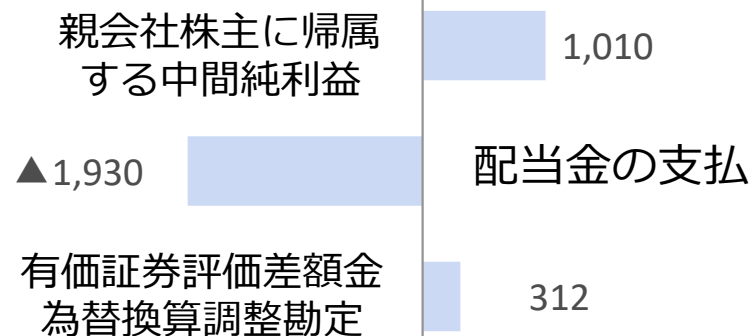 親会社株主に帰属
する中間純利益
1,010
▲1,930
配当金の支払
有価証券評価差額金
為替換算調整勘定
312